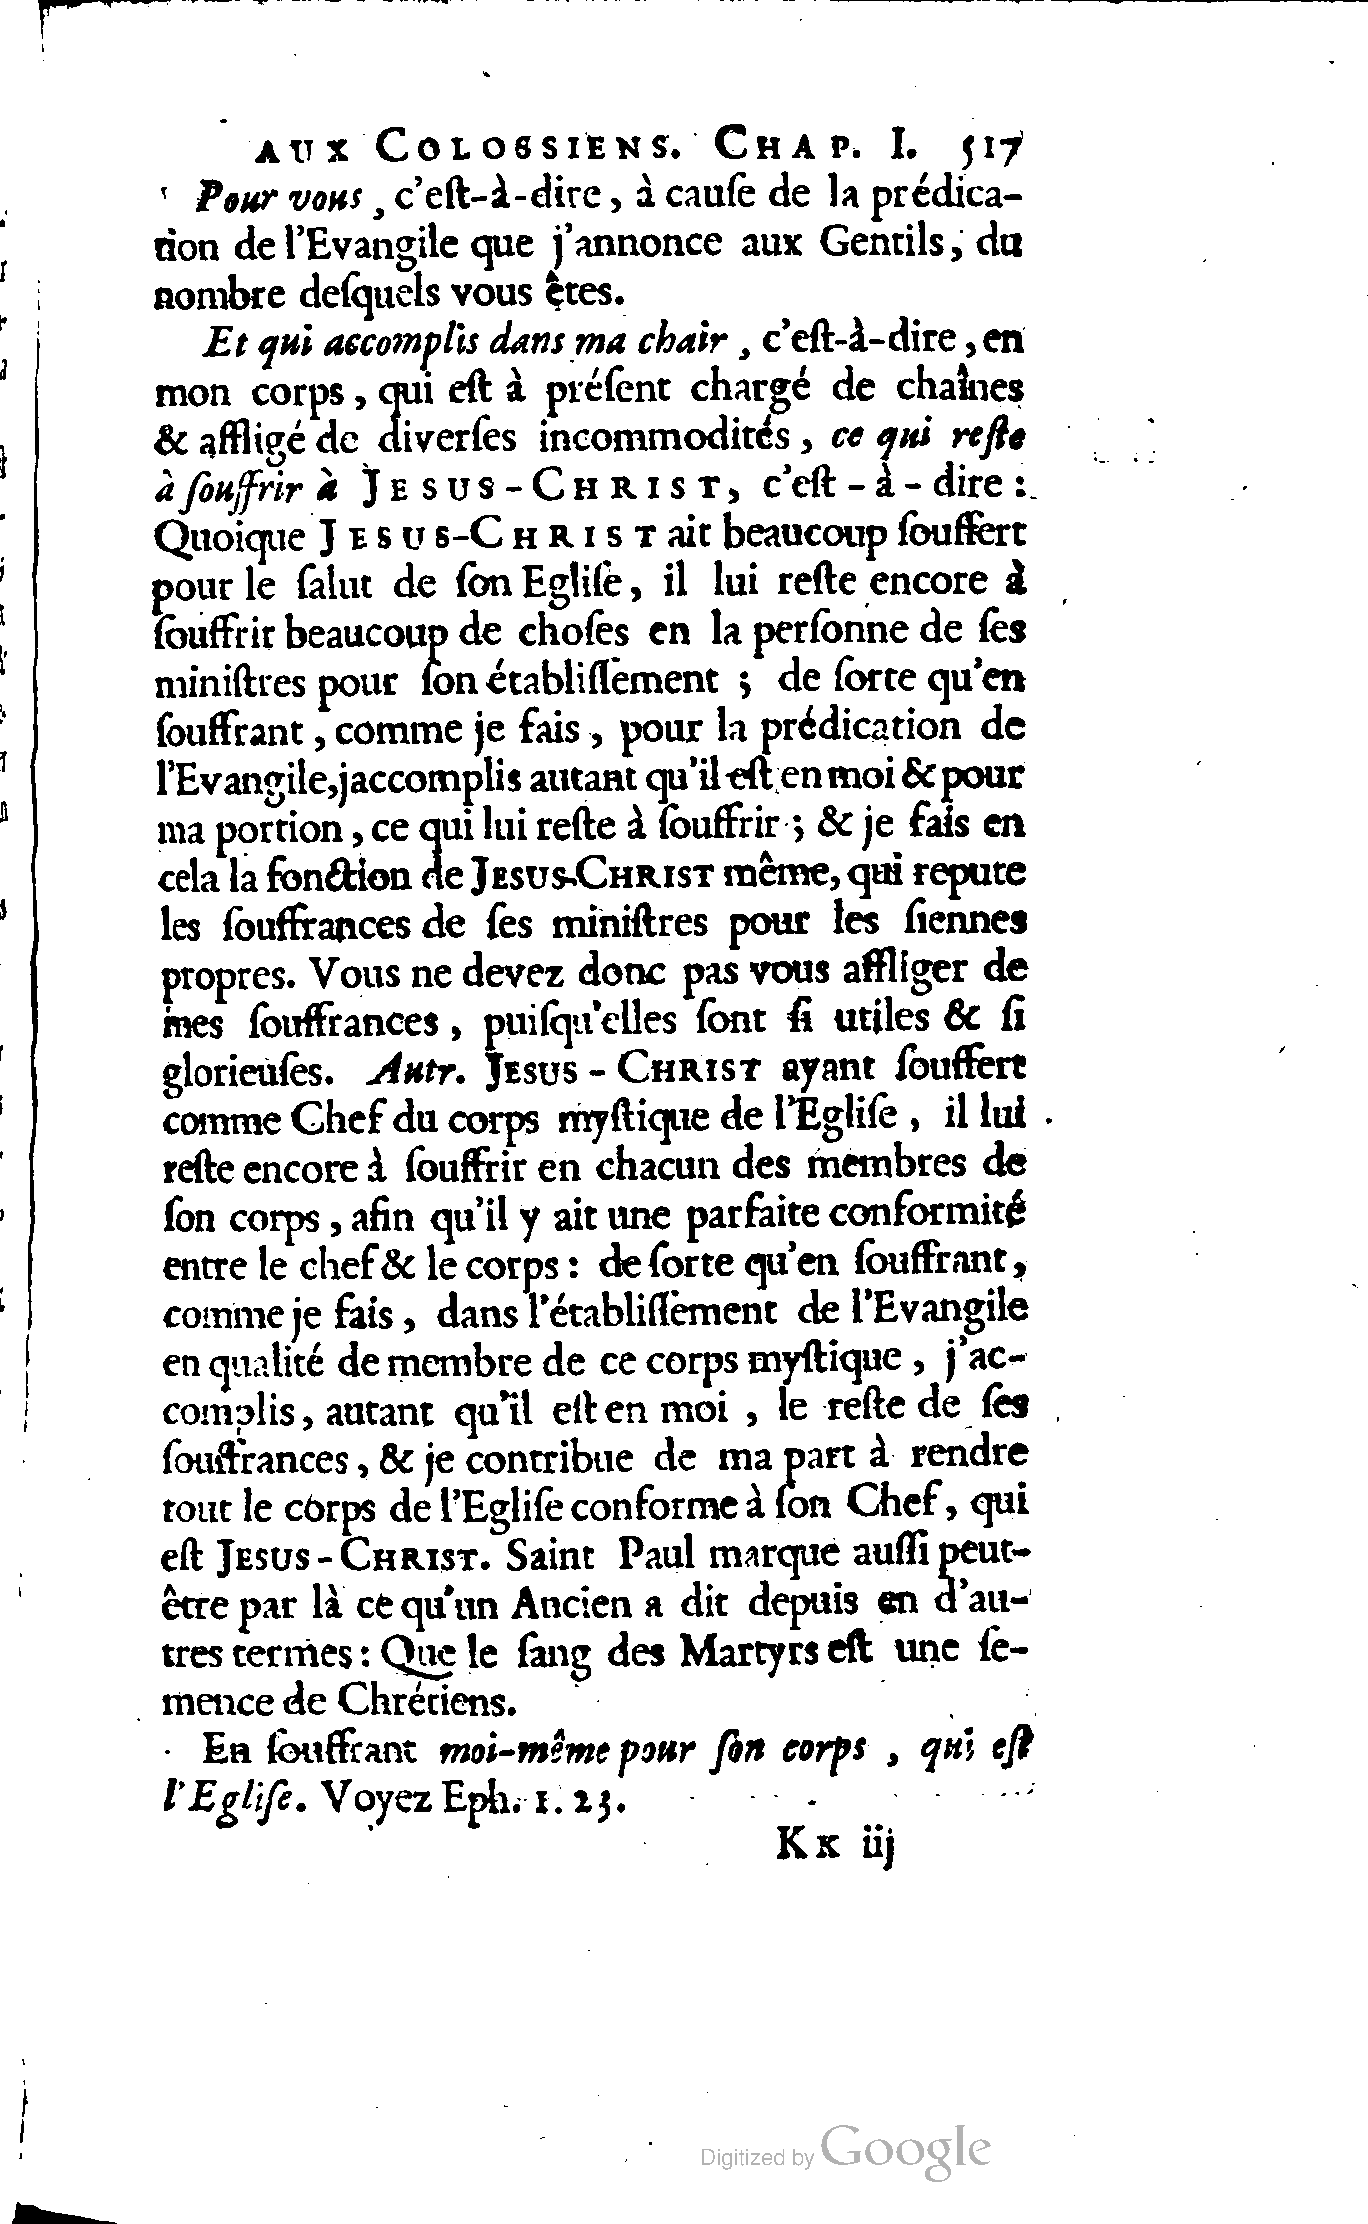 AUX COLOSSIENS. CHAP. I. 517
Pour vous, c'eſt-à-dire, à cauſe de la prédica-
tion de l'Evangile que j'annonce aux Gentils, du
nombre deſquels vous êtes.
Et qui accomplis dans ma chair, c'eſt-à-dire, en
mon corps, qui eſt à préſent chargé de chaînes
& affligé de diverſes incommodités, ce qui reſte
à ſouffrir à JESUS-CHRIST, c'eſt-à-dire:
Quoique JESUS-CHRIST ait beaucoup ſouffert
pour le ſalut de ſon Egliſe, il lui reſte encore à
ſouffrir beaucoup de choſes en la perſonne de ſes
miniſtres pour ſon établiſſement; de ſorte qu'en
ſouffrant, comme je fais, pour la prédication de
l'Evangile, jaccomplis autant qu'il eſt en moi & pour
ma portion, ce qui lui reſte à ſouffrir; & je fais en
cela la fonction de JESUS-CHRIST même, qui repute
les ſouffrances de ſes miniſtres pour les ſiennes
propres. Vous ne devez donc pas vous affliger de
mes ſouffrances, puiſqu'elles ſont ſi utiles & ſi
glorieuſes. Autr. JESUS-CHRIST ayant ſouffert
comme Chef du corps myſtique de l'Egliſe, il lui
reſte encore à ſouffrir en chacun des membres de
ſon corps, afin qu'il y ait une parfaite conformité
entre le chef & le corps: de ſorte qu'en ſouffrant,
comme je fais, dans l'établiſſement de l'Evangile
en qualité de membre de ce corps myſtique, j'ac-
complis, autant qu'il eſt en moi, le reſte de ſes
ſouffrances, & je contribue de ma part à rendre
tout le corps de l'Egliſe conforme à ſon Chef, qui
eſt JESUS-CHRIST. Saint Paul marque auſſi peut-
être par là ce qu'un Ancien a dit depuis en d'au-
tres termes: Que le ſang des Martyrs eſt une ſe-
mence de Chrétiens.
En ſouffrant moi-même pour ſon corps, qui eſt
l'Egliſe. Voyez Eph. 1. 23.
Kk iij
Digitized by Google